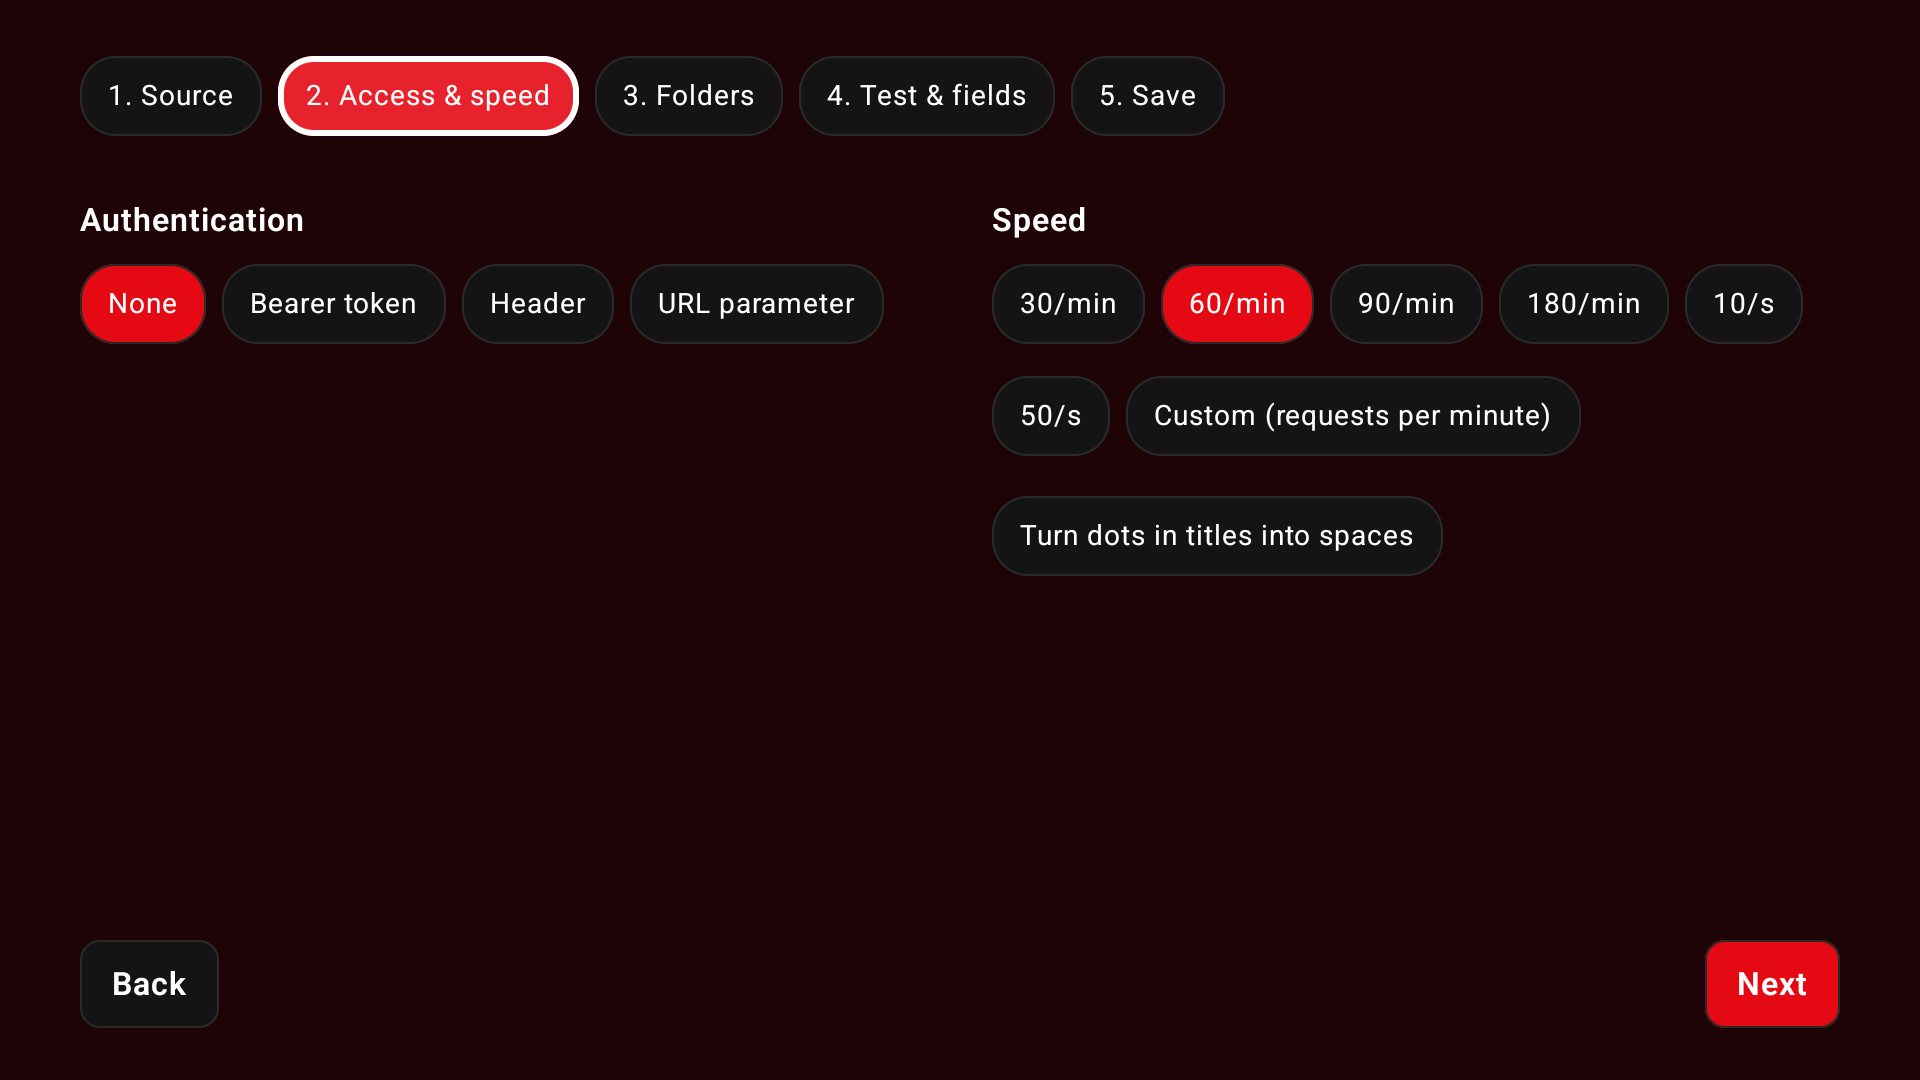 1. Source 2. Access & speed 3. Folders 4. Test & fields 5. Save
Authentication
None Bearer token Header URL parameter
Speed
30/min 60/min 90/min 180/min 10/s
50/s Custom (requests per minute)
Turn dots in titles into spaces
Back Next